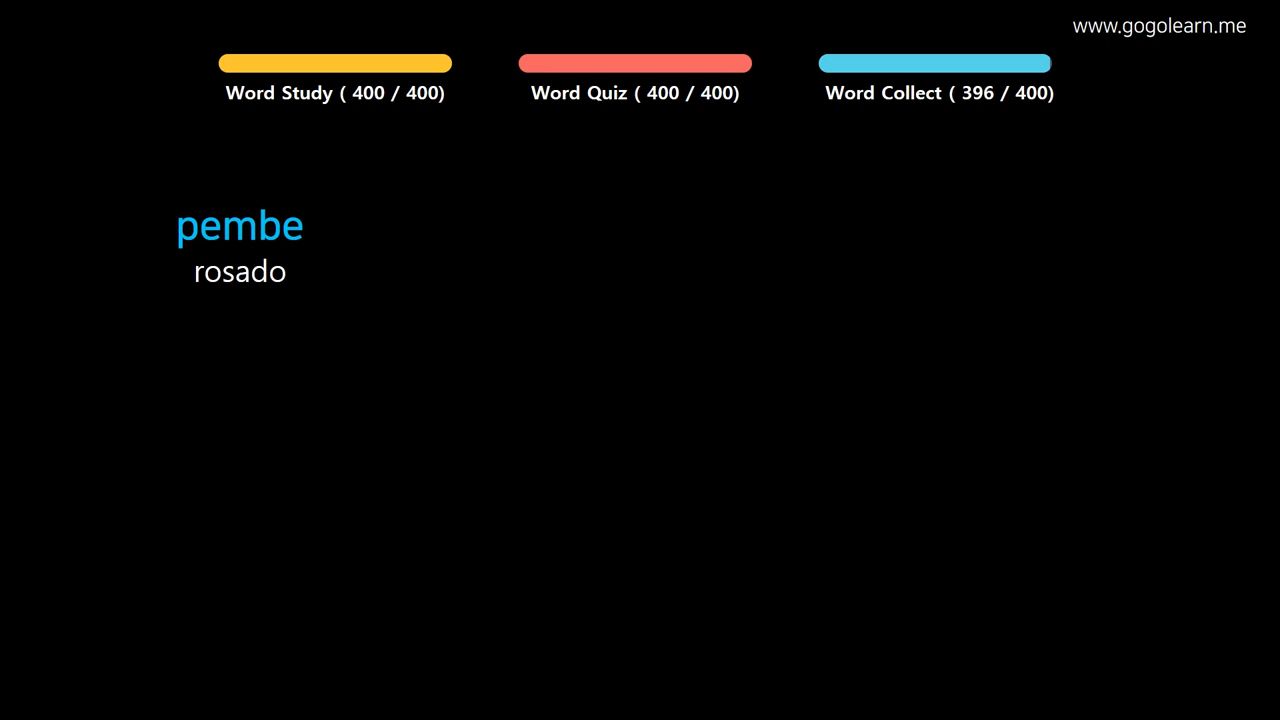 www.gogolearn.me
Word Study ( 400 / 400)
Word Quiz ( 400 / 400)
Word Collect ( 396 / 400)
pembe
rosado